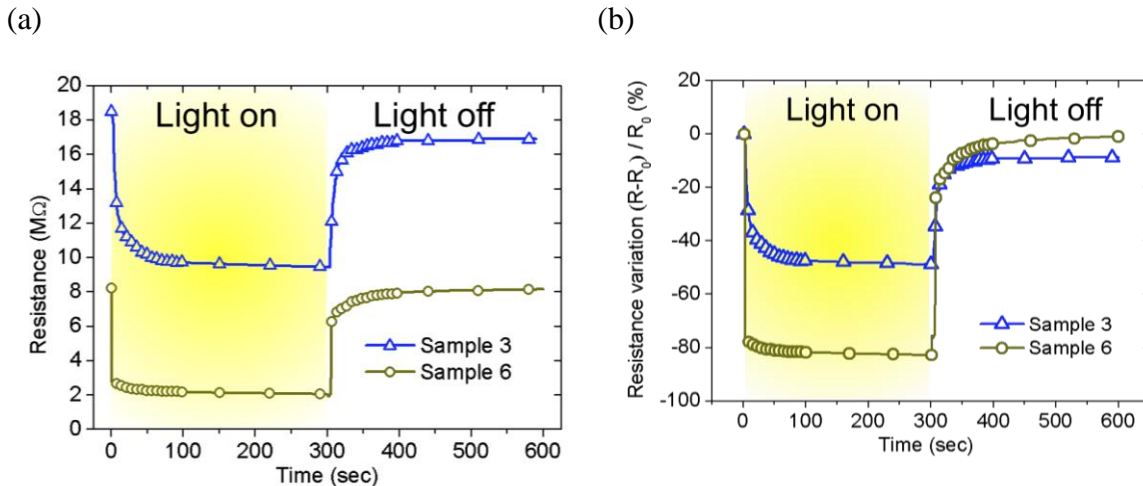 (a)
(b)
Light on
Light off
Resistance (MΩ)
20
18
16
14
12
10
8
6
4
2
0
Sample 3
Sample 6
0
100
200
300
400
500
600
Time (sec)
Light on
Light off
Resistance variation (R-R₀) / R₀ (%)
20
0
-20
-40
-60
-80
-100
Sample 3
Sample 6
0
100
200
300
400
500
600
Time (sec)